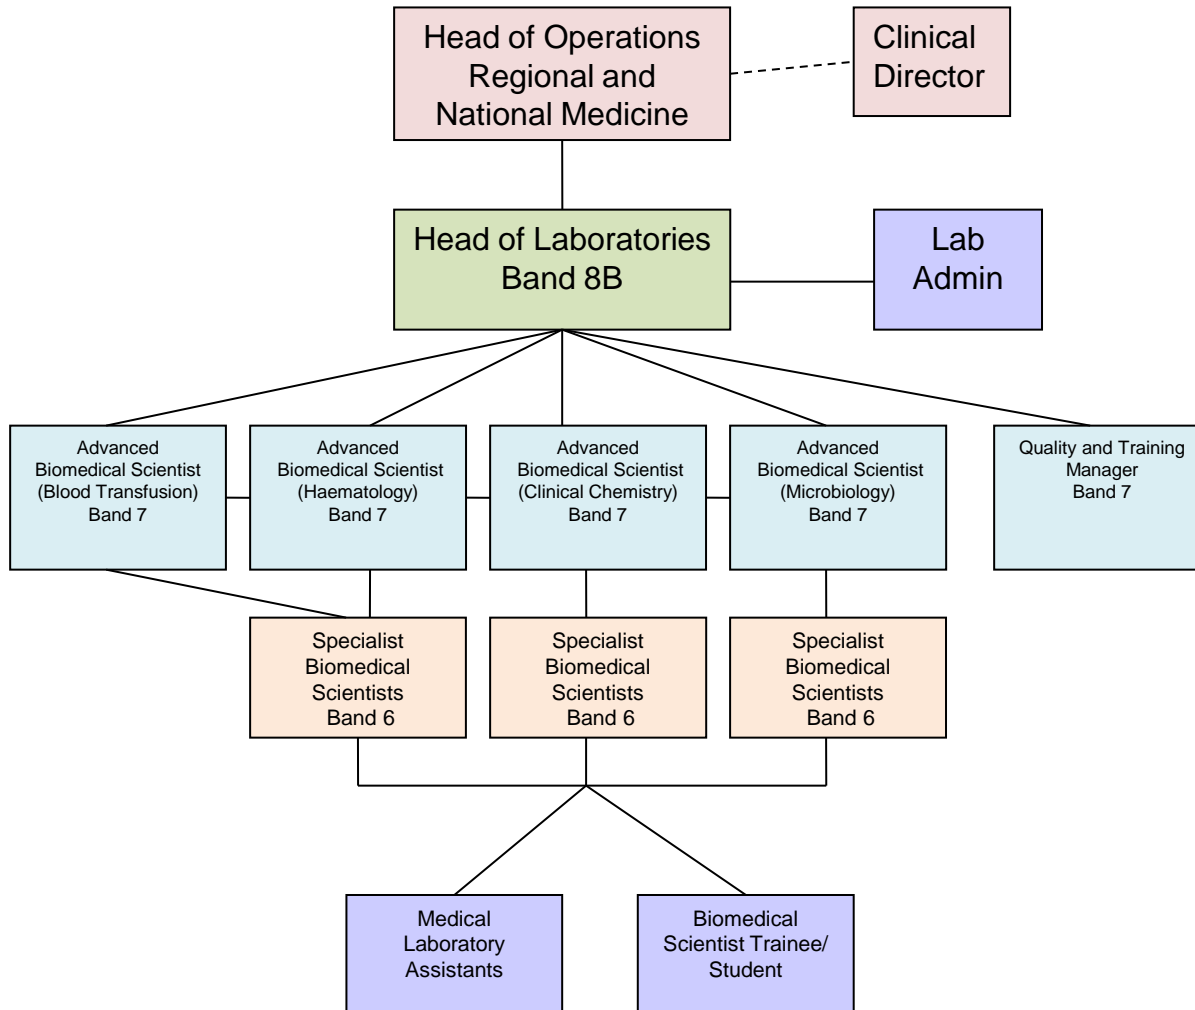 Head of Operations
Regional and
National Medicine
Clinical
Director
Head of Laboratories
Band 8B
Lab
Admin
Advanced
Biomedical Scientist
(Blood Transfusion)
Band 7
Advanced
Biomedical Scientist
(Haematology)
Band 7
Advanced
Biomedical Scientist
(Clinical Chemistry)
Band 7
Advanced
Biomedical Scientist
(Microbiology)
Band 7
Quality and Training
Manager
Band 7
Specialist
Biomedical
Scientists
Band 6
Specialist
Biomedical
Scientists
Band 6
Specialist
Biomedical
Scientists
Band 6
Medical
Laboratory
Assistants
Biomedical
Scientist Trainee/
Student